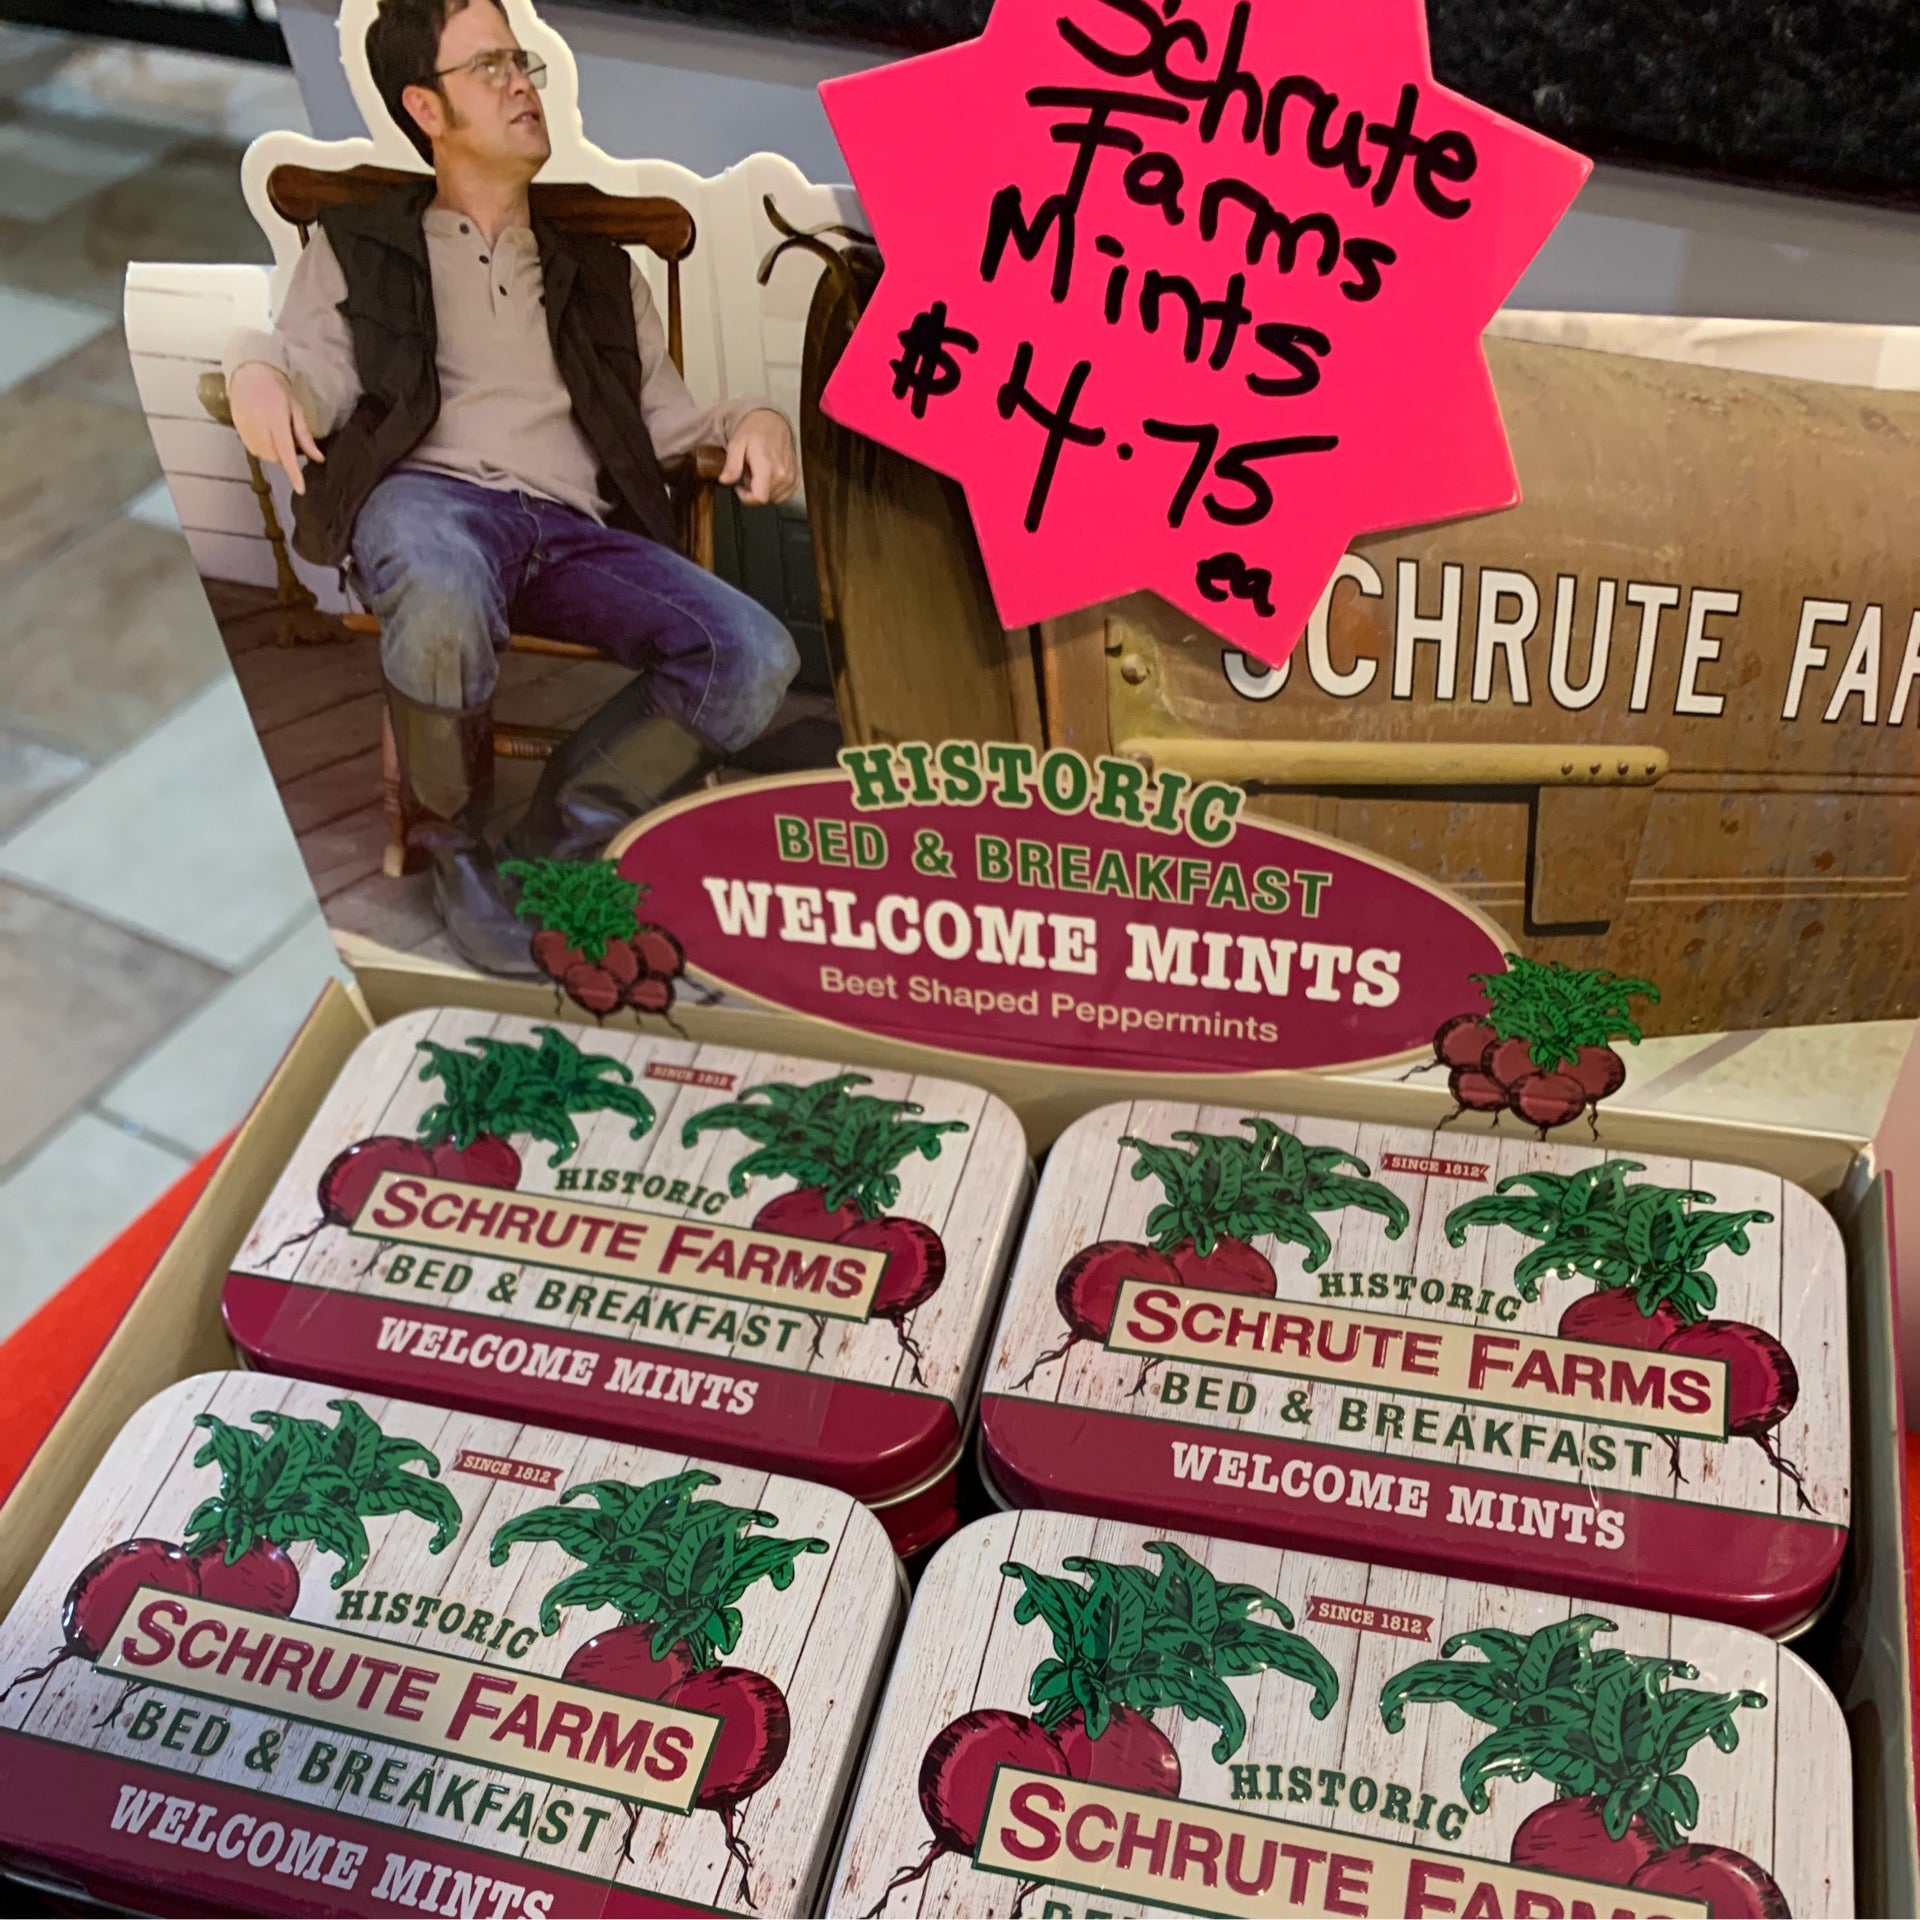 Schrute
Farms
Mints
$4.75
ea
SCHRUTE FAR
HISTORIC
BED & BREAKFAST
WELCOME MINTS
Beet Shaped Peppermints
SINCE 1812
HISTORIC
SCHRUTE FARMS
BED & BREAKFAST
WELCOME MINTS
SINCE 1812
HISTORIC
SCHRUTE FARMS
BED & BREAKFAST
WELCOME MINTS
SINCE 1812
HISTORIC
SCHRUTE FARMS
BED & BREAKFAST
WELCOME MINTS
SINCE 1812
HISTORIC
SCHRUTE FARMS